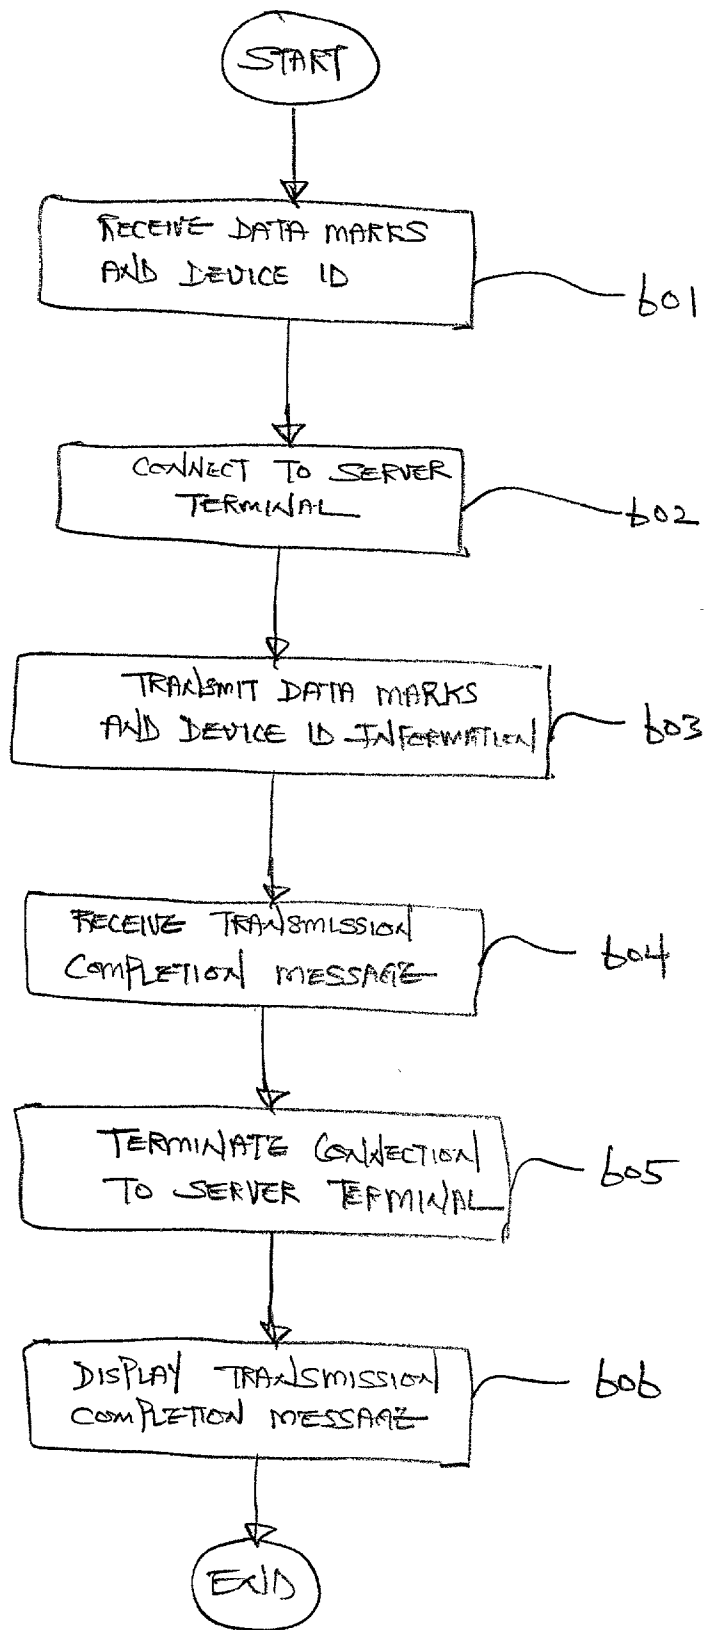 START
RECEIVE DATA MARKS
AND DEVICE ID
601
CONNECT TO SERVER
TERMINAL
602
TRANSMIT DATA MARKS
AND DEVICE ID INFORMATION
603
RECEIVE TRANSMISSION
COMPLETION MESSAGE
604
TERMINATE CONNECTION
TO SERVER TERMINAL
605
DISPLAY TRANSMISSION
COMPLETION MESSAGE
606
END